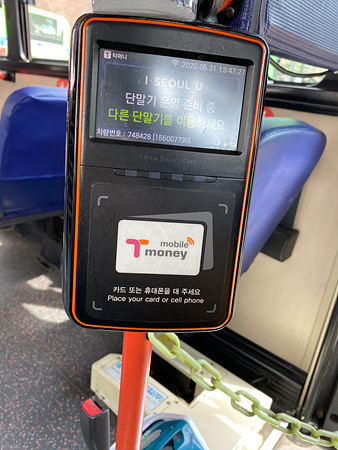 T 티머니 2020.05.21 13:47:27
I SEOUL U
단말기 운영 준비 중
다른 단말기를 이용하세요
차량번호 : 748428 [155007730]
T mobile
money
카드 또는 휴대폰을 대 주세요
Place your card or cell phone